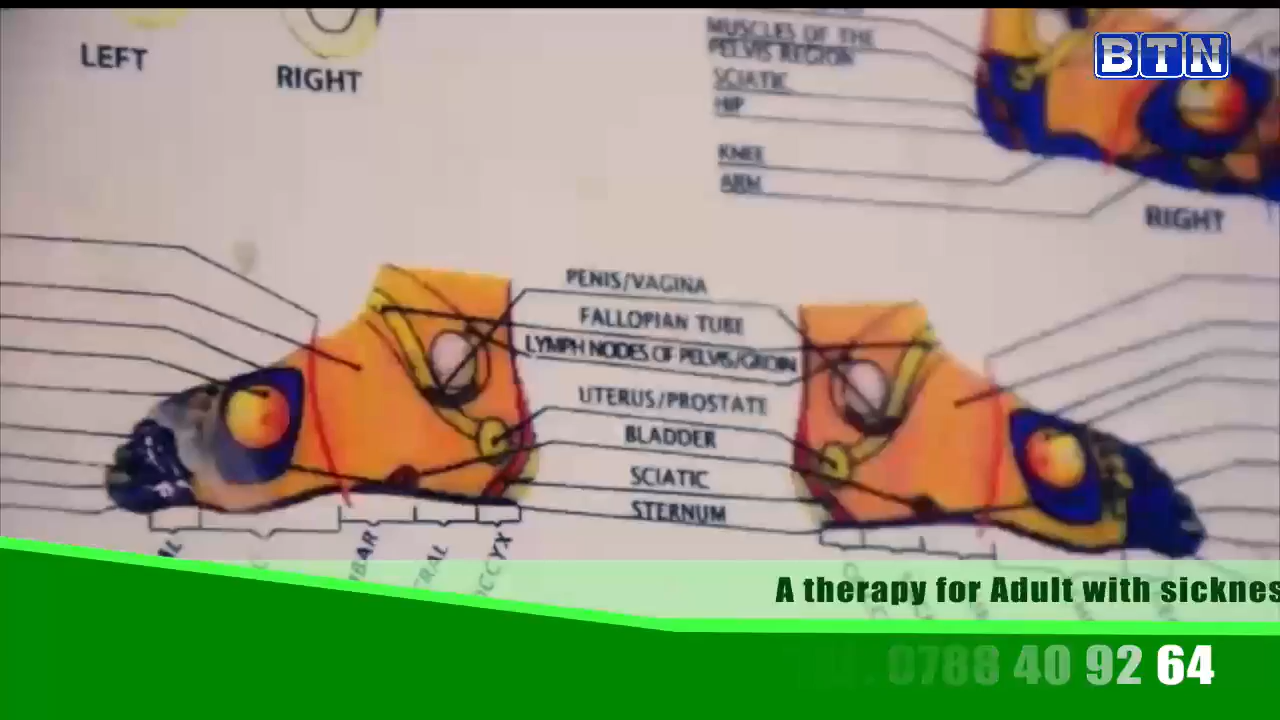 LEFT
RIGHT
MUSCLES OF THE
PELVIS REGION
SCIATIC
HIP
KNEE
ARM
BTN
RIGHT
PENIS/VAGINA
FALLOPIAN TUBE
LYMPH NODES OF PELVIS/GROIN
UTERUS/PROSTATE
BLADDER
SCIATIC
STERNUM
A therapy for Adult with sicknes
0788 40 92 64